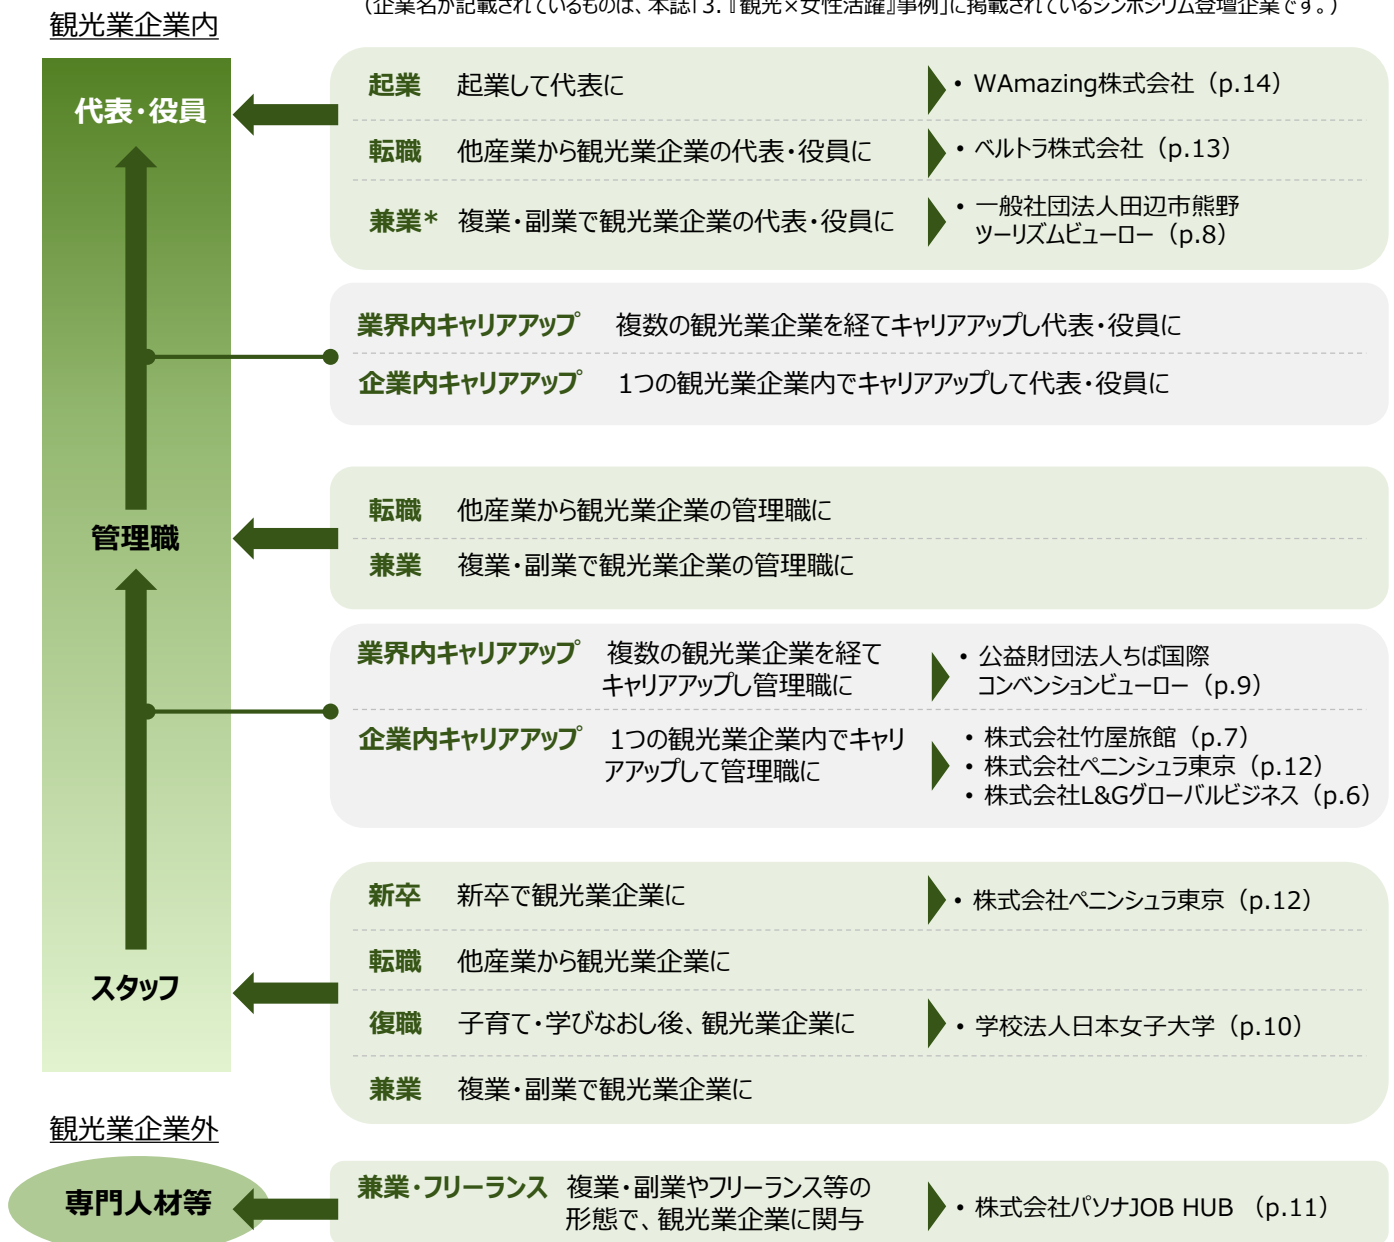 （企業名が記載されているものは、本誌「3.『観光×女性活躍』事例」に掲載されているシンポジウム登壇企業です。）
観光業企業内
代表・役員
起業 起業して代表に
• WAmazing株式会社（p.14）
転職 他産業から観光業企業の代表・役員に
• ベルトラ株式会社（p.13）
兼業* 複業・副業で観光業企業の代表・役員に
• 一般社団法人田辺市熊野
ツーリズムビューロー（p.8）
業界内キャリアアップ 複数の観光業企業を経てキャリアアップし代表・役員に
企業内キャリアアップ 1つの観光業企業内でキャリアアップして代表・役員に
管理職
転職 他産業から観光業企業の管理職に
兼業 複業・副業で観光業企業の管理職に
業界内キャリアアップ 複数の観光業企業を経て
キャリアアップし管理職に
• 公益財団法人ちば国際
コンベンションビューロー（p.9）
企業内キャリアアップ 1つの観光業企業内でキャリ
アアップして管理職に
• 株式会社竹屋旅館（p.7）
• 株式会社ペニンシュラ東京（p.12）
• 株式会社L&Gグローバルビジネス（p.6）
スタッフ
新卒 新卒で観光業企業に
• 株式会社ペニンシュラ東京（p.12）
転職 他産業から観光業企業に
復職 子育て・学びなおし後、観光業企業に
• 学校法人日本女子大学（p.10）
兼業 複業・副業で観光業企業に
観光業企業外
専門人材等
兼業・フリーランス 複業・副業やフリーランス等の
形態で、観光業企業に関与
• 株式会社パソナJOB HUB （p.11）